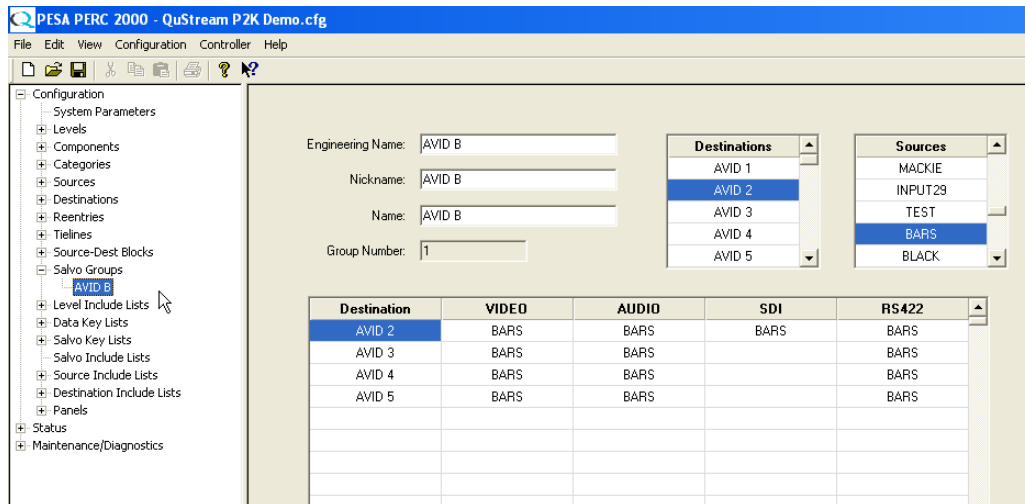 PESA PERC 2000 - QuStream P2K Demo.cfg
File Edit View Configuration Controller Help
Configuration
System Parameters
Levels
Components
Categories
Sources
Destinations
Reentries
Tielines
Source-Dest Blocks
Salvo Groups
AVID B
Level Include Lists
Data Key Lists
Salvo Key Lists
Salvo Include Lists
Source Include Lists
Destination Include Lists
Panels
Status
Maintenance/Diagnostics
Engineering Name: AVID B
Nickname: AVID B
Name: AVID B
Group Number: 1
Destinations
AVID 1
AVID 2
AVID 3
AVID 4
AVID 5
Sources
MACKIE
INPUT29
TEST
BARS
BLACK
Destination VIDEO AUDIO SDI RS422
AVID 2 BARS BARS BARS BARS
AVID 3 BARS BARS BARS
AVID 4 BARS BARS BARS
AVID 5 BARS BARS BARS